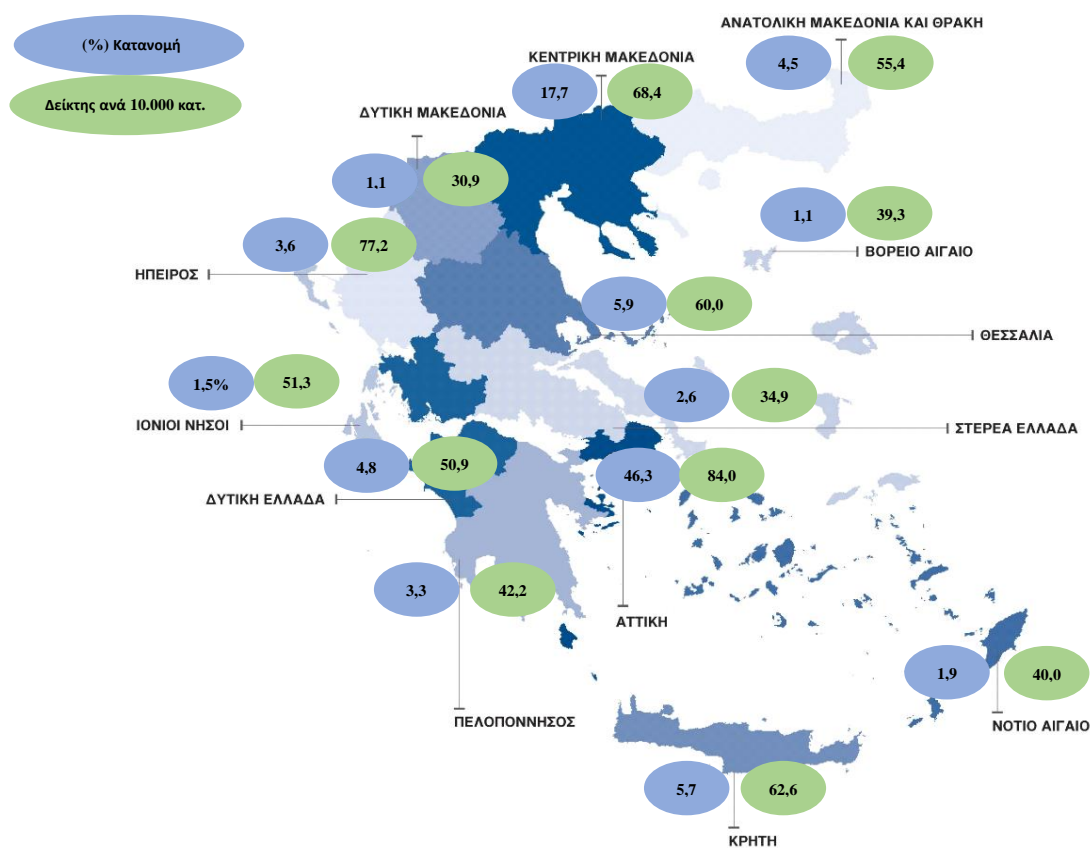 (%) Κατανομή
Δείκτης ανά 10.000 κατ.
ΑΝΑΤΟΛΙΚΗ ΜΑΚΕΔΟΝΙΑ ΚΑΙ ΘΡΑΚΗ
4,5
55,4
ΚΕΝΤΡΙΚΗ ΜΑΚΕΔΟΝΙΑ
17,7
68,4
ΔΥΤΙΚΗ ΜΑΚΕΔΟΝΙΑ
1,1
30,9
1,1
39,3
ΒΟΡΕΙΟ ΑΙΓΑΙΟ
3,6
77,2
ΗΠΕΙΡΟΣ
5,9
60,0
ΘΕΣΣΑΛΙΑ
1,5%
51,3
ΙΟΝΙΟΙ ΝΗΣΟΙ
2,6
34,9
ΣΤΕΡΕΑ ΕΛΛΑΔΑ
4,8
50,9
ΔΥΤΙΚΗ ΕΛΛΑΔΑ
46,3
84,0
ΑΤΤΙΚΗ
3,3
42,2
ΠΕΛΟΠΟΝΝΗΣΟΣ
1,9
40,0
ΝΟΤΙΟ ΑΙΓΑΙΟ
5,7
62,6
ΚΡΗΤΗ